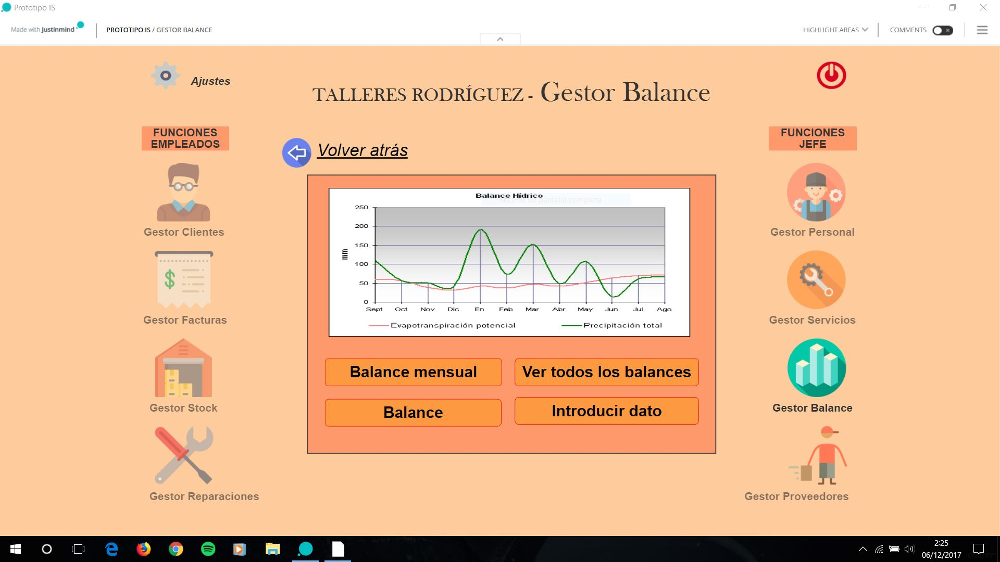 Prototipo IS
Made with Justinmind
PROTOTIPO IS / GESTOR BALANCE
HIGHLIGHT AREAS
COMMENTS
Ajustes
TALLERES RODRÍGUEZ - Gestor Balance
FUNCIONES
EMPLEADOS
Gestor Clientes
Gestor Facturas
Gestor Stock
Gestor Reparaciones
Volver atrás
Balance Hídrico
Recorte de pantalla completa
250
200
150
100
50
0
mm
Sept Oct Nov Dic En Feb Mar Abr May Jun Jul Ago
Evapotranspiración potencial Precipitación total
Balance mensual
Ver todos los balances
Balance
Introducir dato
FUNCIONES
JEFE
Gestor Personal
Gestor Servicios
Gestor Balance
Gestor Proveedores
2:25
06/12/2017